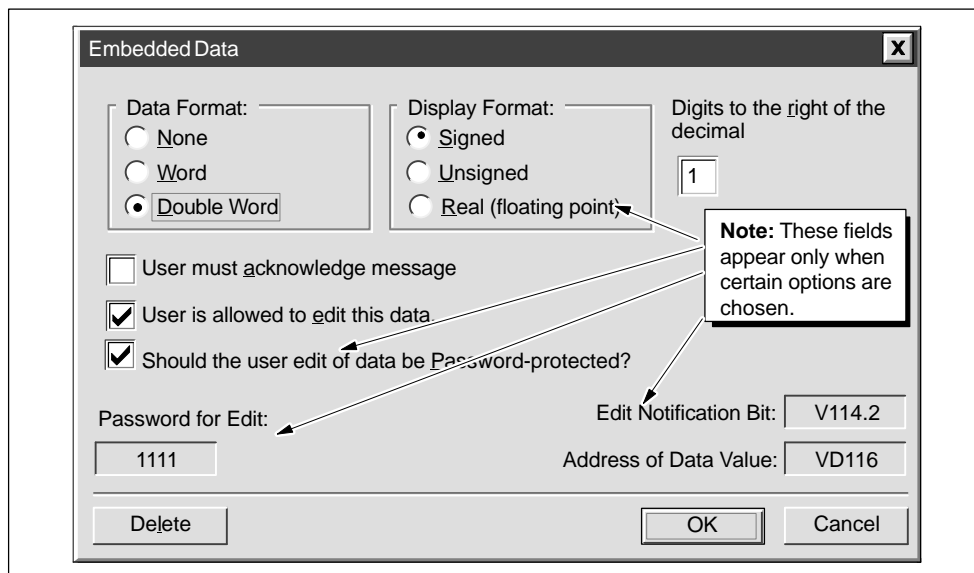 Embedded Data
X
Data Format:
None
Word
Double Word
Display Format:
Signed
Unsigned
Real (floating point)
Digits to the right of the
decimal
1
Note: These fields
appear only when
certain options are
chosen.
User must acknowledge message
User is allowed to edit this data.
Should the user edit of data be Password-protected?
Password for Edit:
1111
Edit Notification Bit: V114.2
Address of Data Value: VD116
Delete
OK
Cancel